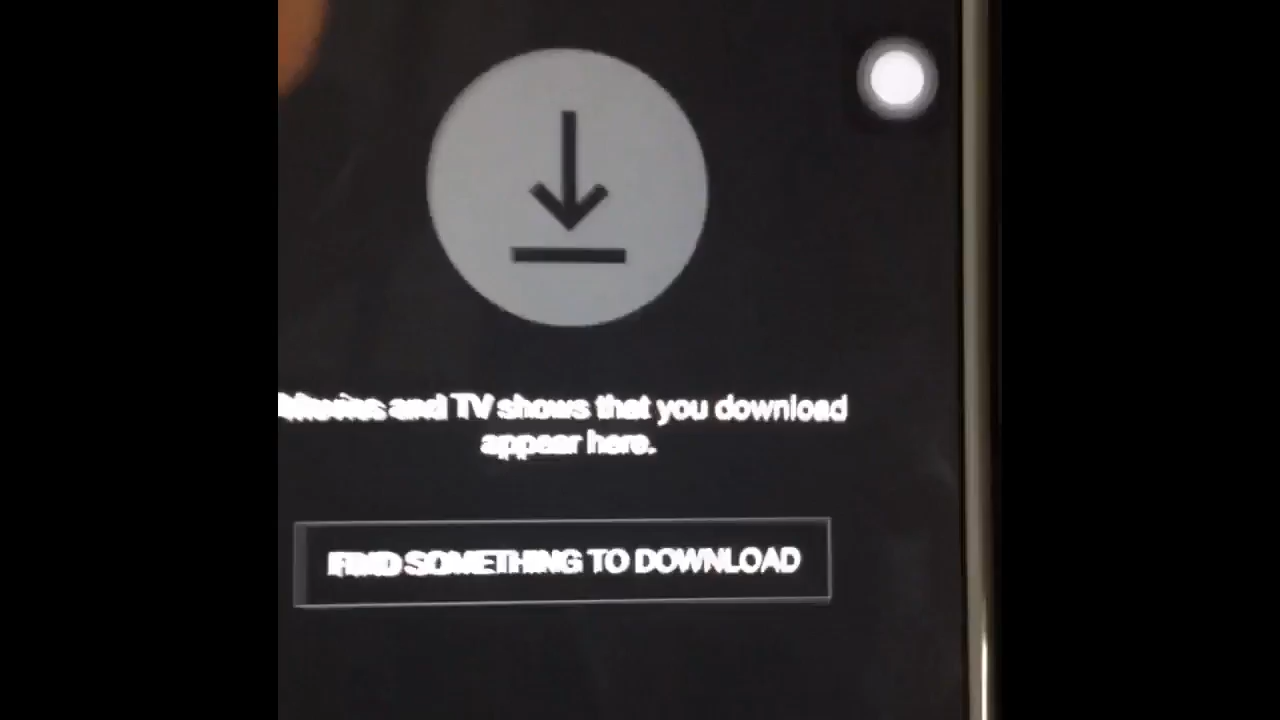 Movies and TV shows that you download
appear here.
FIND SOMETHING TO DOWNLOAD